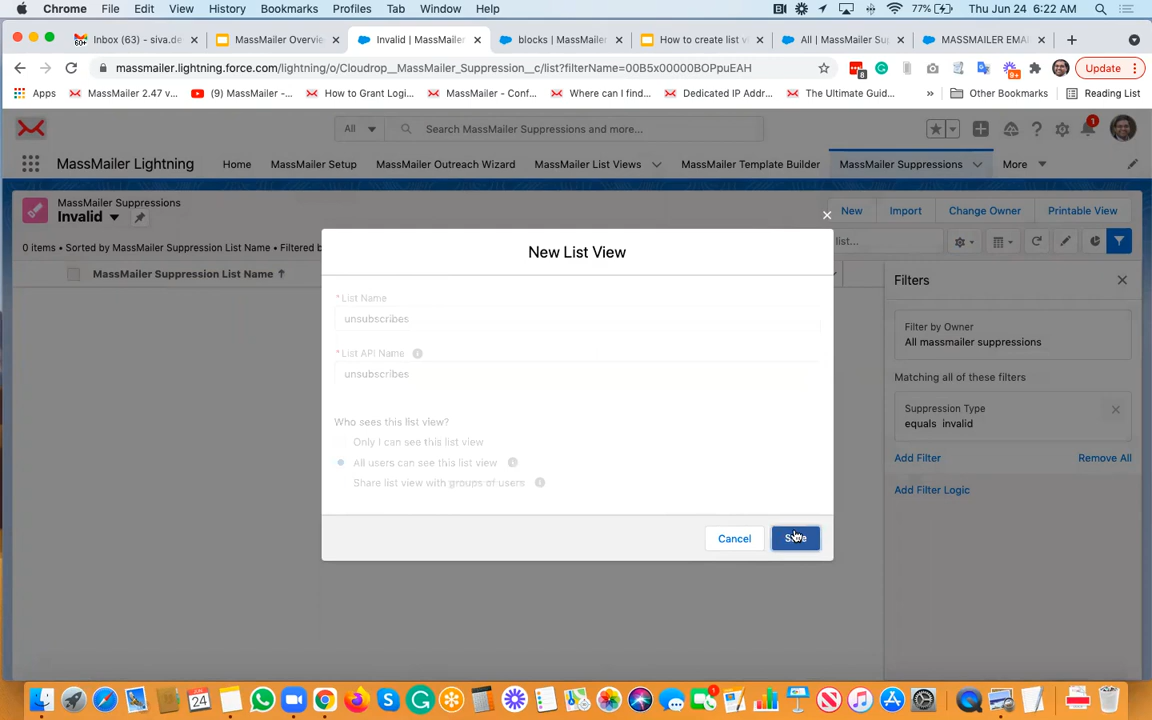 Chrome File Edit View History Bookmarks Profiles Tab Window Help 77% Thu Jun 24 6:22 AM
Inbox (63) - siva.de MassMailer Overvie Invalid | MassMailer blocks | MassMailer How to create list v All | MassMailer Sup MASSMAILER EMAI
massmailer.lightning.force.com/lightning/o/Cloudrop__MassMailer_Suppression__c/list?filterName=00B5x00000BOPpuEAH 9+ Update
Apps MassMailer 2.47 v... (9) MassMailer -... How to Grant Logi... MassMailer - Conf... Where can I find... Dedicated IP Addr... The Ultimate Guid... » Other Bookmarks Reading List
All Search MassMailer Suppressions and more... 1
MassMailer Lightning Home MassMailer Setup MassMailer Outreach Wizard MassMailer List Views MassMailer Template Builder MassMailer Suppressions More
MassMailer Suppressions
Invalid
New Import Change Owner Printable View
0 items • Sorted by MassMailer Suppression List Name • Filtered b list...
MassMailer Suppression List Name
New List View
* List Name
unsubscribes
* List API Name
unsubscribes
Who sees this list view?
Only I can see this list view
All users can see this list view
Share list view with groups of users
Cancel
Filters
Filter by Owner
All massmailer suppressions
Matching all of these filters
Suppression Type
equals invalid
Add Filter Remove All
Add Filter Logic